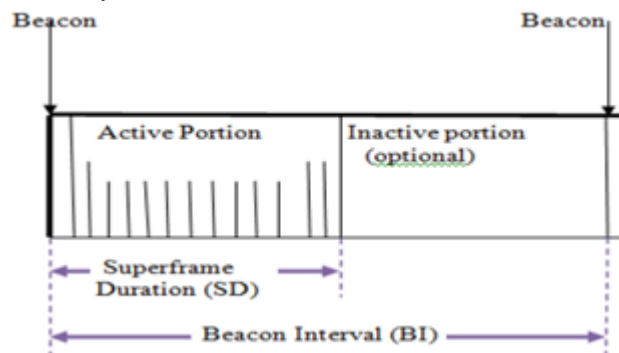 Beacon
Beacon
Active Portion
Inactive portion
(optional)
Superframe
Duration (SD)
Beacon Interval (BI)